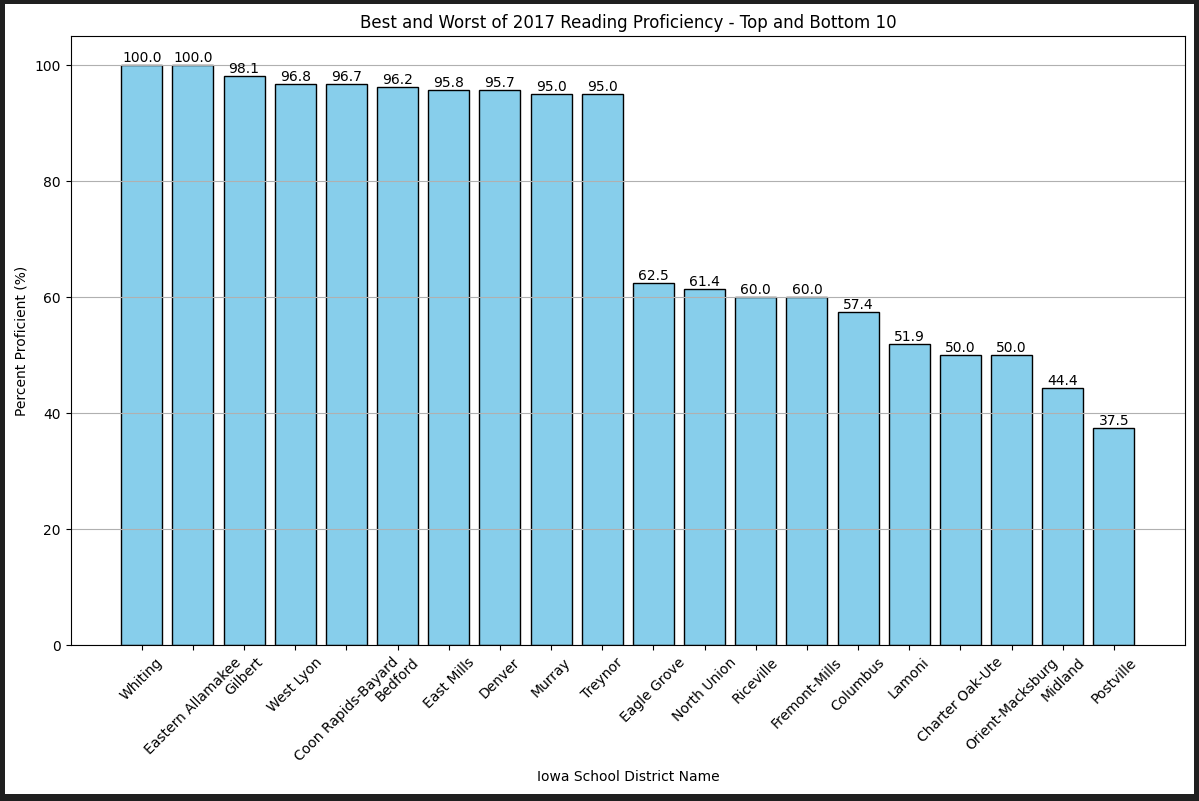 Best and Worst of 2017 Reading Proficiency - Top and Bottom 10
Percent Proficient (%)
100
80
60
40
20
0
100.0
100.0
98.1
96.8
96.7
96.2
95.8
95.7
95.0
95.0
62.5
61.4
60.0
60.0
57.4
51.9
50.0
50.0
44.4
37.5
Whiting
Eastern Allamakee
Gilbert
West Lyon
Coon Rapids-Bayard
Bedford
East Mills
Denver
Murray
Treynor
Eagle Grove
North Union
Riceville
Fremont-Mills
Columbus
Lamoni
Charter Oak-Ute
Orient-Macksburg
Midland
Postville
Iowa School District Name